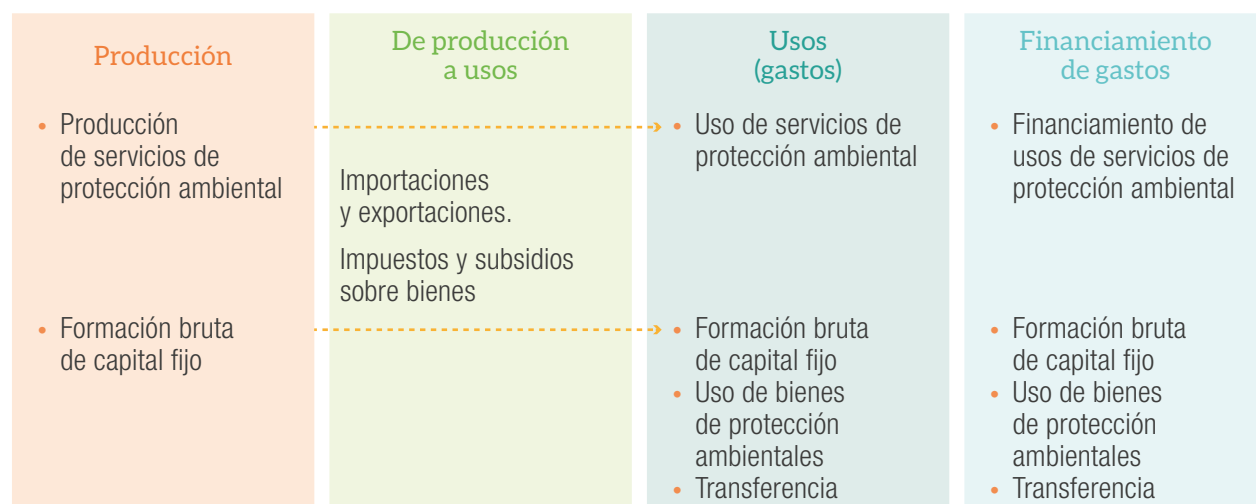 Producción
• Producción
de servicios de
protección ambiental
• Formación bruta
de capital fijo
De producción
a usos
Importaciones
y exportaciones.
Impuestos y subsidios
sobre bienes
Usos
(gastos)
• Uso de servicios de
protección ambiental
• Formación bruta
de capital fijo
• Uso de bienes
de protección
ambientales
• Transferencia
Financiamiento
de gastos
• Financiamiento de
usos de servicios de
protección ambiental
• Formación bruta
de capital fijo
• Uso de bienes
de protección
ambientales
• Transferencia